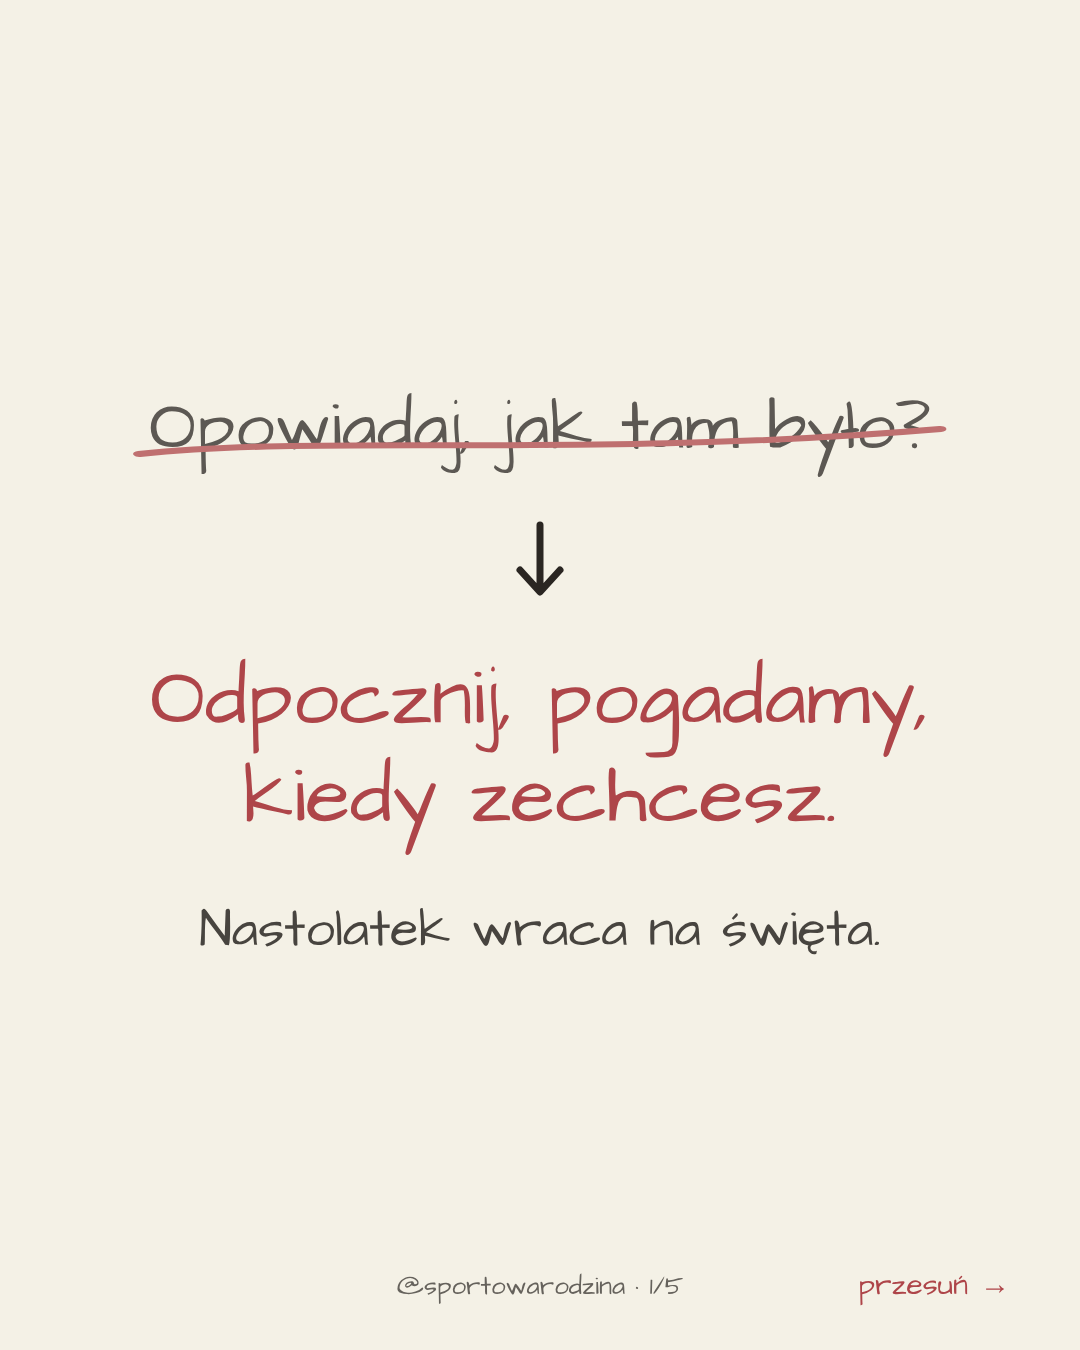 Opowiadaj, jak tam było?
Odpocznij, pogadamy,
kiedy zechcesz.
Nastolatek wraca na święta.
@sportowarodzina · 1/5
przesuń →